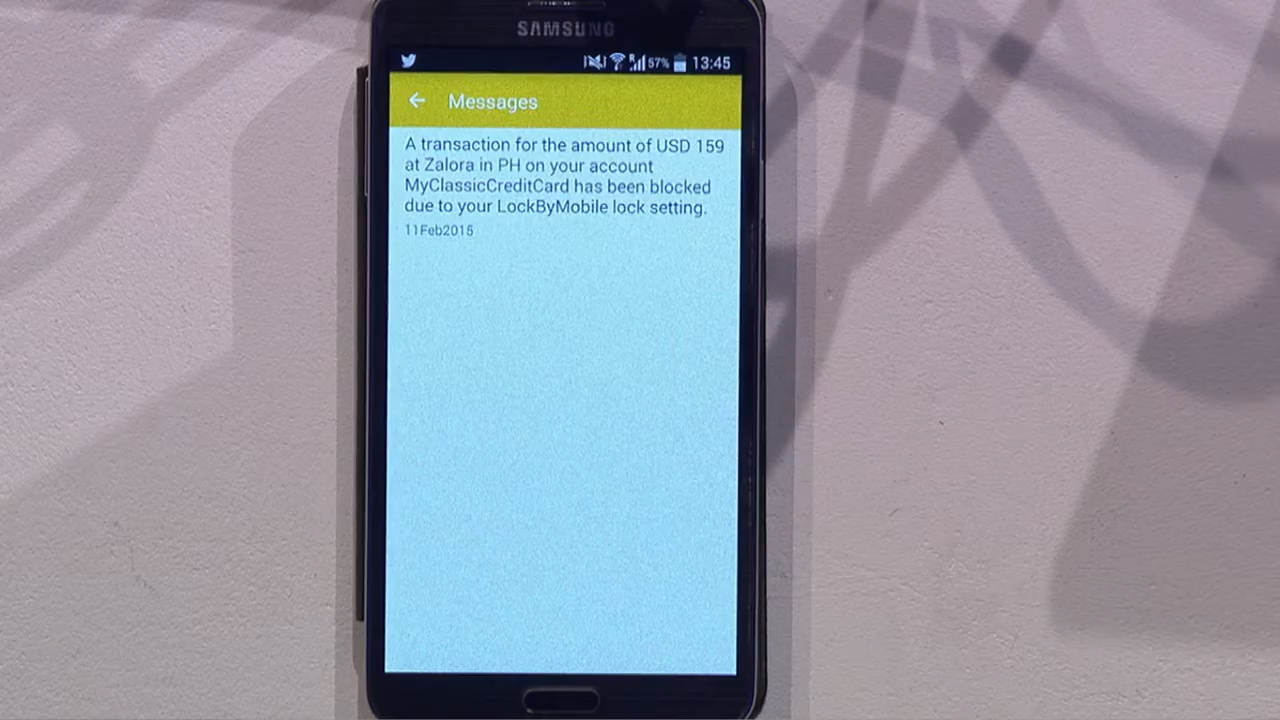 SAMSUNG
57% 13:45
Messages
A transaction for the amount of USD 159
at Zalora in PH on your account
MyClassicCreditCard has been blocked
due to your LockByMobile lock setting.
11Feb2015